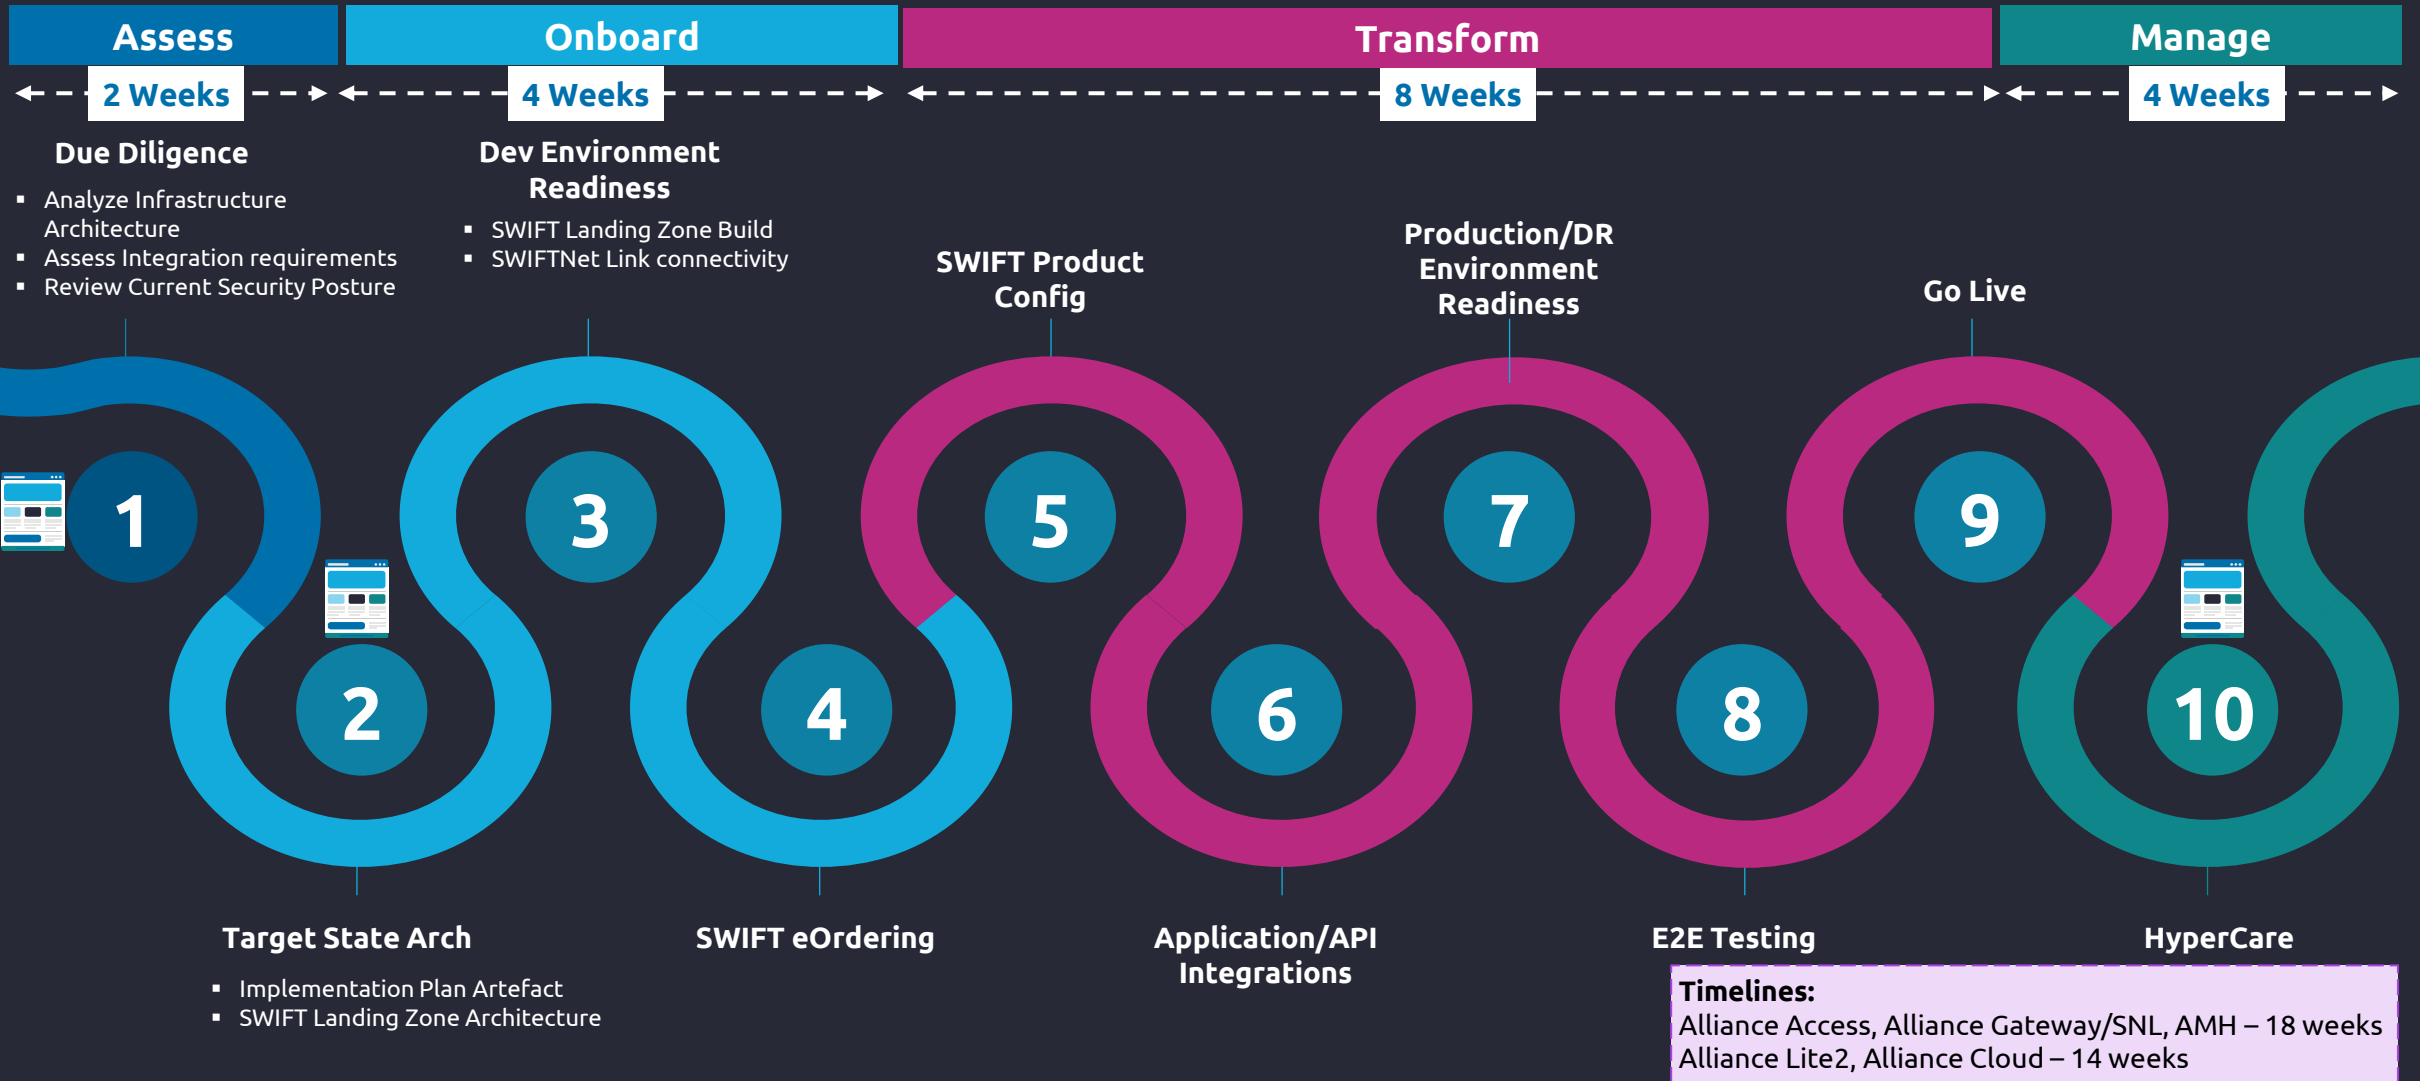 Assess
Onboard
Transform
Manage
2 Weeks
4 Weeks
8 Weeks
4 Weeks
Due Diligence
▪ Analyze Infrastructure
Architecture
▪ Assess Integration requirements
▪ Review Current Security Posture
Dev Environment
Readiness
▪ SWIFT Landing Zone Build
▪ SWIFTNet Link connectivity
SWIFT Product
Config
Production/DR
Environment
Readiness
Go Live
1
2
3
4
5
6
7
8
9
10
Target State Arch
▪ Implementation Plan Artefact
▪ SWIFT Landing Zone Architecture
SWIFT eOrdering
Application/API
Integrations
E2E Testing
HyperCare
Timelines:
Alliance Access, Alliance Gateway/SNL, AMH – 18 weeks
Alliance Lite2, Alliance Cloud – 14 weeks